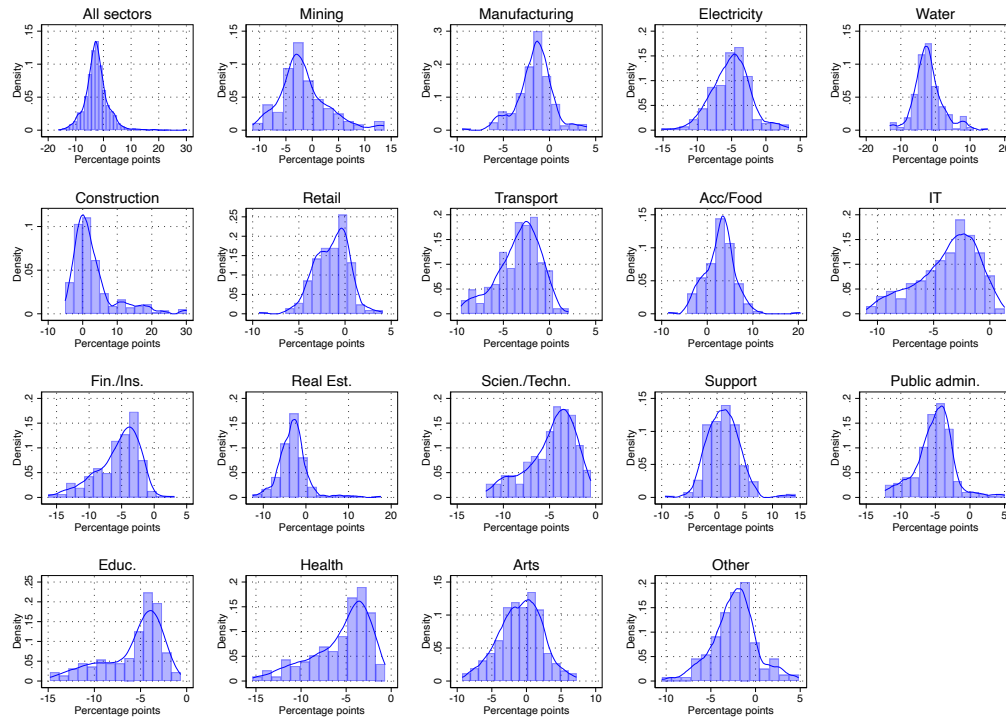 All sectors Mining Manufacturing Electricity Water
Density 0 .05 .1 .15 -20 -10 0 10 20 30 Percentage points
Density 0 .05 .1 .15 -10 -5 0 5 10 15 Percentage points
Density 0 .1 .2 .3 -10 -5 0 5 Percentage points
Density 0 .05 .1 .15 .2 -15 -10 -5 0 5 Percentage points
Density 0 .05 .1 .15 -20 -10 0 10 20 Percentage points
Construction Retail Transport Acc/Food IT
Density 0 .05 .1 -10 0 10 20 30 Percentage points
Density 0 .05 .1 .15 .2 .25 -10 -5 0 5 Percentage points
Density 0 .05 .1 .15 .2 -10 -5 0 5 Percentage points
Density 0 .05 .1 .15 -10 0 10 20 Percentage points
Density 0 .05 .1 .15 .2 -10 -5 0 Percentage points
Fin./Ins. Real Est. Scien./Techn. Support Public admin.
Density 0 .05 .1 .15 .2 -15 -10 -5 0 5 Percentage points
Density 0 .05 .1 .15 .2 -10 0 10 20 Percentage points
Density 0 .05 .1 .15 .2 -15 -10 -5 0 Percentage points
Density 0 .05 .1 .15 -10 -5 0 5 10 15 Percentage points
Density 0 .05 .1 .15 .2 -15 -10 -5 0 5 Percentage points
Educ. Health Arts Other
Density 0 .05 .1 .15 .2 .25 -15 -10 -5 0 Percentage points
Density 0 .05 .1 .15 .2 -15 -10 -5 0 Percentage points
Density 0 .05 .1 .15 -10 -5 0 5 10 Percentage points
Density 0 .05 .1 .15 .2 -10 -5 0 5 Percentage points